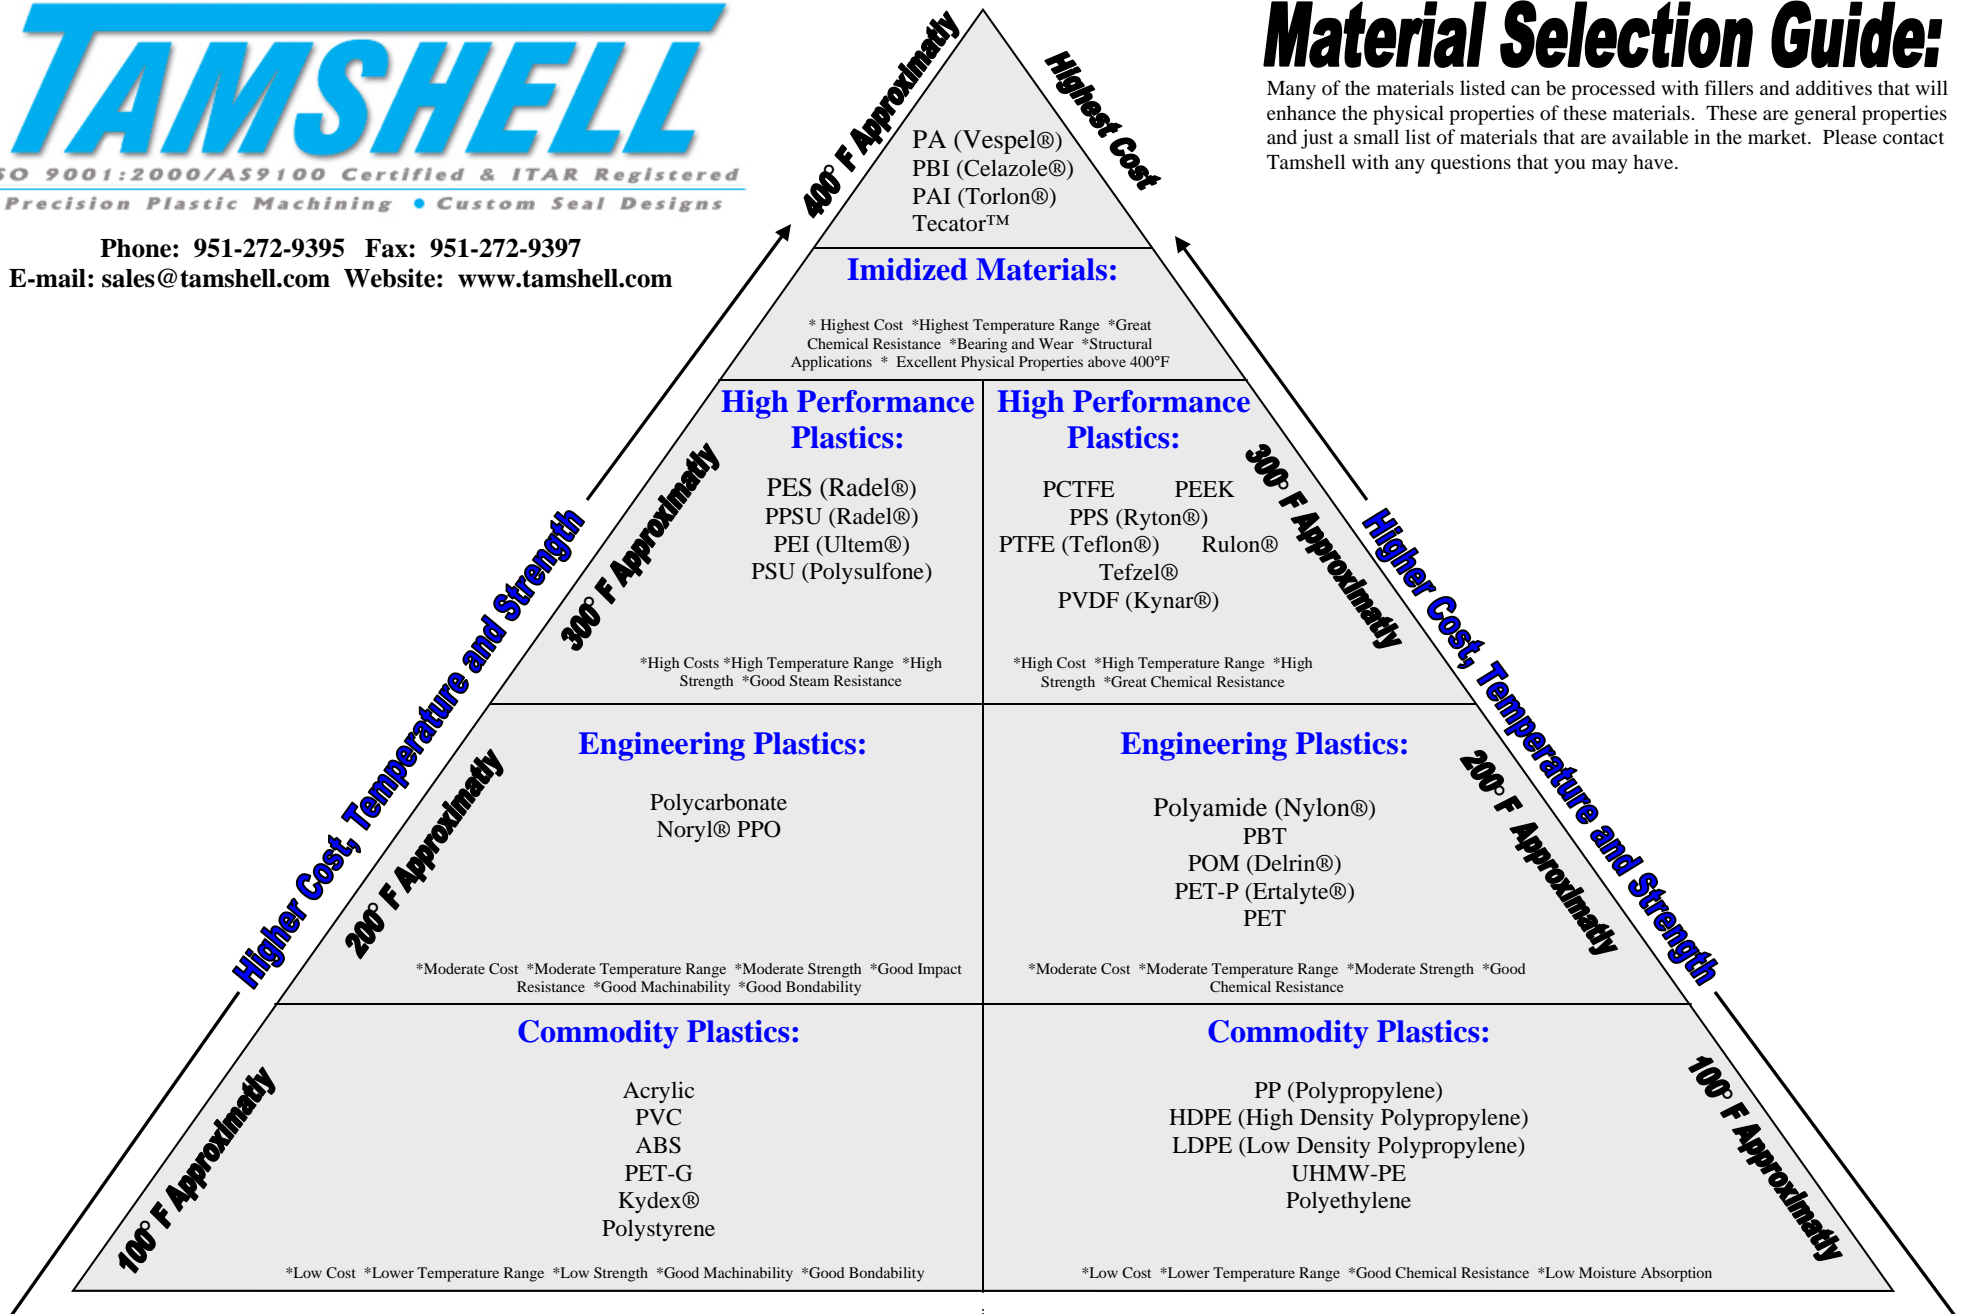 TAMSHELL
SO 9001:2000/AS9100 Certified & ITAR Registered
Precision Plastic Machining • Custom Seal Designs
Phone:  951-272-9395   Fax:  951-272-9397
E-mail: sales@tamshell.com  Website:  www.tamshell.com
Material Selection Guide:
Many of the materials listed can be processed with fillers and additives that will
enhance the physical properties of these materials.  These are general properties
and just a small list of materials that are available in the market.  Please contact
Tamshell with any questions that you may have.
400° F Approximatly
Highest Cost
PA (Vespel®)
PBI (Celazole®)
PAI (Torlon®)
Tecator™
Imidized Materials:
* Highest Cost  *Highest Temperature Range  *Great
Chemical Resistance  *Bearing and Wear  *Structural
Applications  *  Excellent Physical Properties above 400°F
Higher Cost, Temperature and Strength
300° F Approximatly
High Performance
Plastics:
PES (Radel®)
PPSU (Radel®)
PEI (Ultem®)
PSU (Polysulfone)
*High Costs *High Temperature Range  *High
Strength  *Good Steam Resistance
High Performance
Plastics:
PCTFE          PEEK
PPS (Ryton®)
PTFE (Teflon®)       Rulon®
Tefzel®
PVDF (Kynar®)
*High Cost  *High Temperature Range  *High
Strength  *Great Chemical Resistance
300° F Approximatly
Higher Cost, Temperature and Strength
200° F Approximatly
Engineering Plastics:
Polycarbonate
Noryl® PPO
*Moderate Cost  *Moderate Temperature Range  *Moderate Strength  *Good Impact
Resistance  *Good Machinability  *Good Bondability
Engineering Plastics:
Polyamide (Nylon®)
PBT
POM (Delrin®)
PET-P (Ertalyte®)
PET
*Moderate Cost  *Moderate Temperature Range  *Moderate Strength  *Good
Chemical Resistance
200° F Approximatly
100° F Approximatly
Commodity Plastics:
Acrylic
PVC
ABS
PET-G
Kydex®
Polystyrene
*Low Cost  *Lower Temperature Range  *Low Strength  *Good Machinability  *Good Bondability
Commodity Plastics:
PP (Polypropylene)
HDPE (High Density Polypropylene)
LDPE (Low Density Polypropylene)
UHMW-PE
Polyethylene
*Low Cost  *Lower Temperature Range  *Good Chemical Resistance  *Low Moisture Absorption
100° F Approximatly